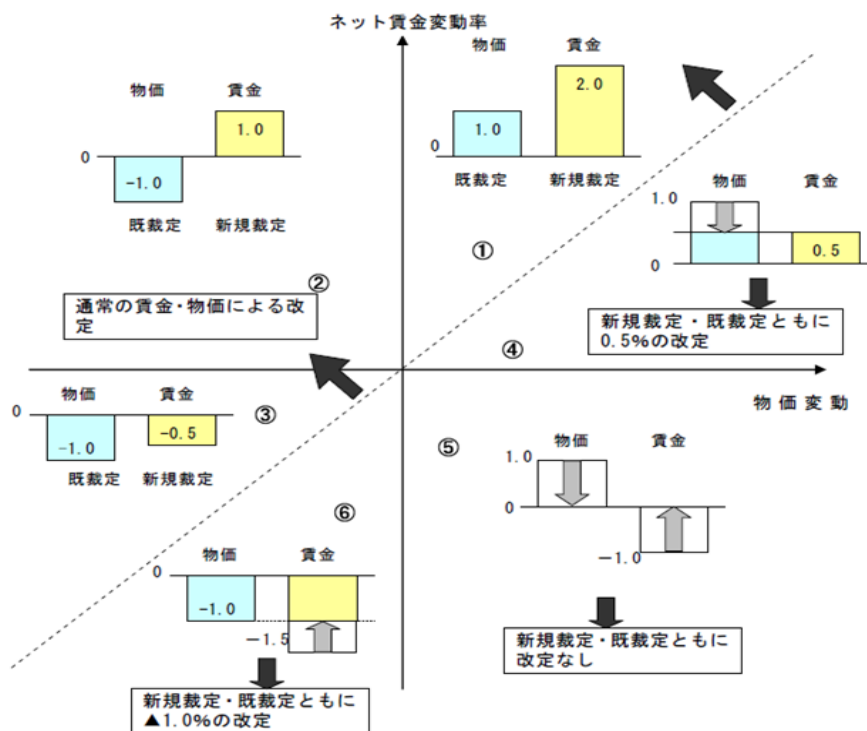 ネット賃金変動率
物価 賃金
2.0
1.0
0
既裁定 新規裁定
物価 賃金
1.0
0
-1.0
既裁定 新規裁定
物価 賃金
1.0
0.5
0
①
②
通常の賃金・物価による改
定
新規裁定・既裁定ともに
0.5%の改定
④
物価変動
物価 賃金
0
-1.0
-0.5
既裁定 新規裁定
③
⑤
物価 賃金
1.0
0
-1.0
⑥
物価 賃金
0
-1.0
-1.5
新規裁定・既裁定ともに
改定なし
新規裁定・既裁定ともに
▲1.0%の改定